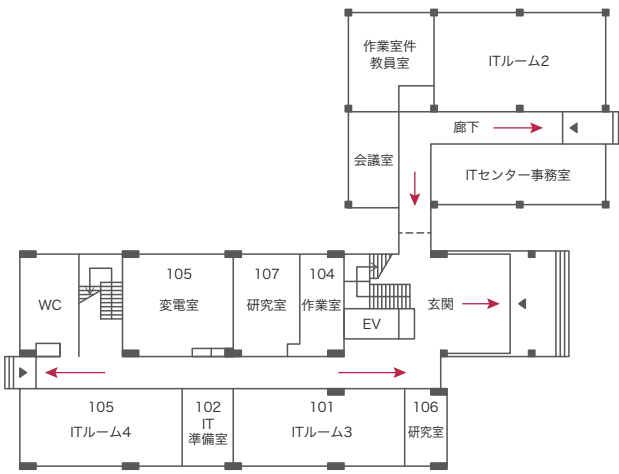 作業室件
教員室
ITルーム2
廊下
会議室
ITセンター事務室
WC
105
変電室
107
研究室
104
作業室
EV
玄関
105
ITルーム4
102
IT
準備室
101
ITルーム3
106
研究室